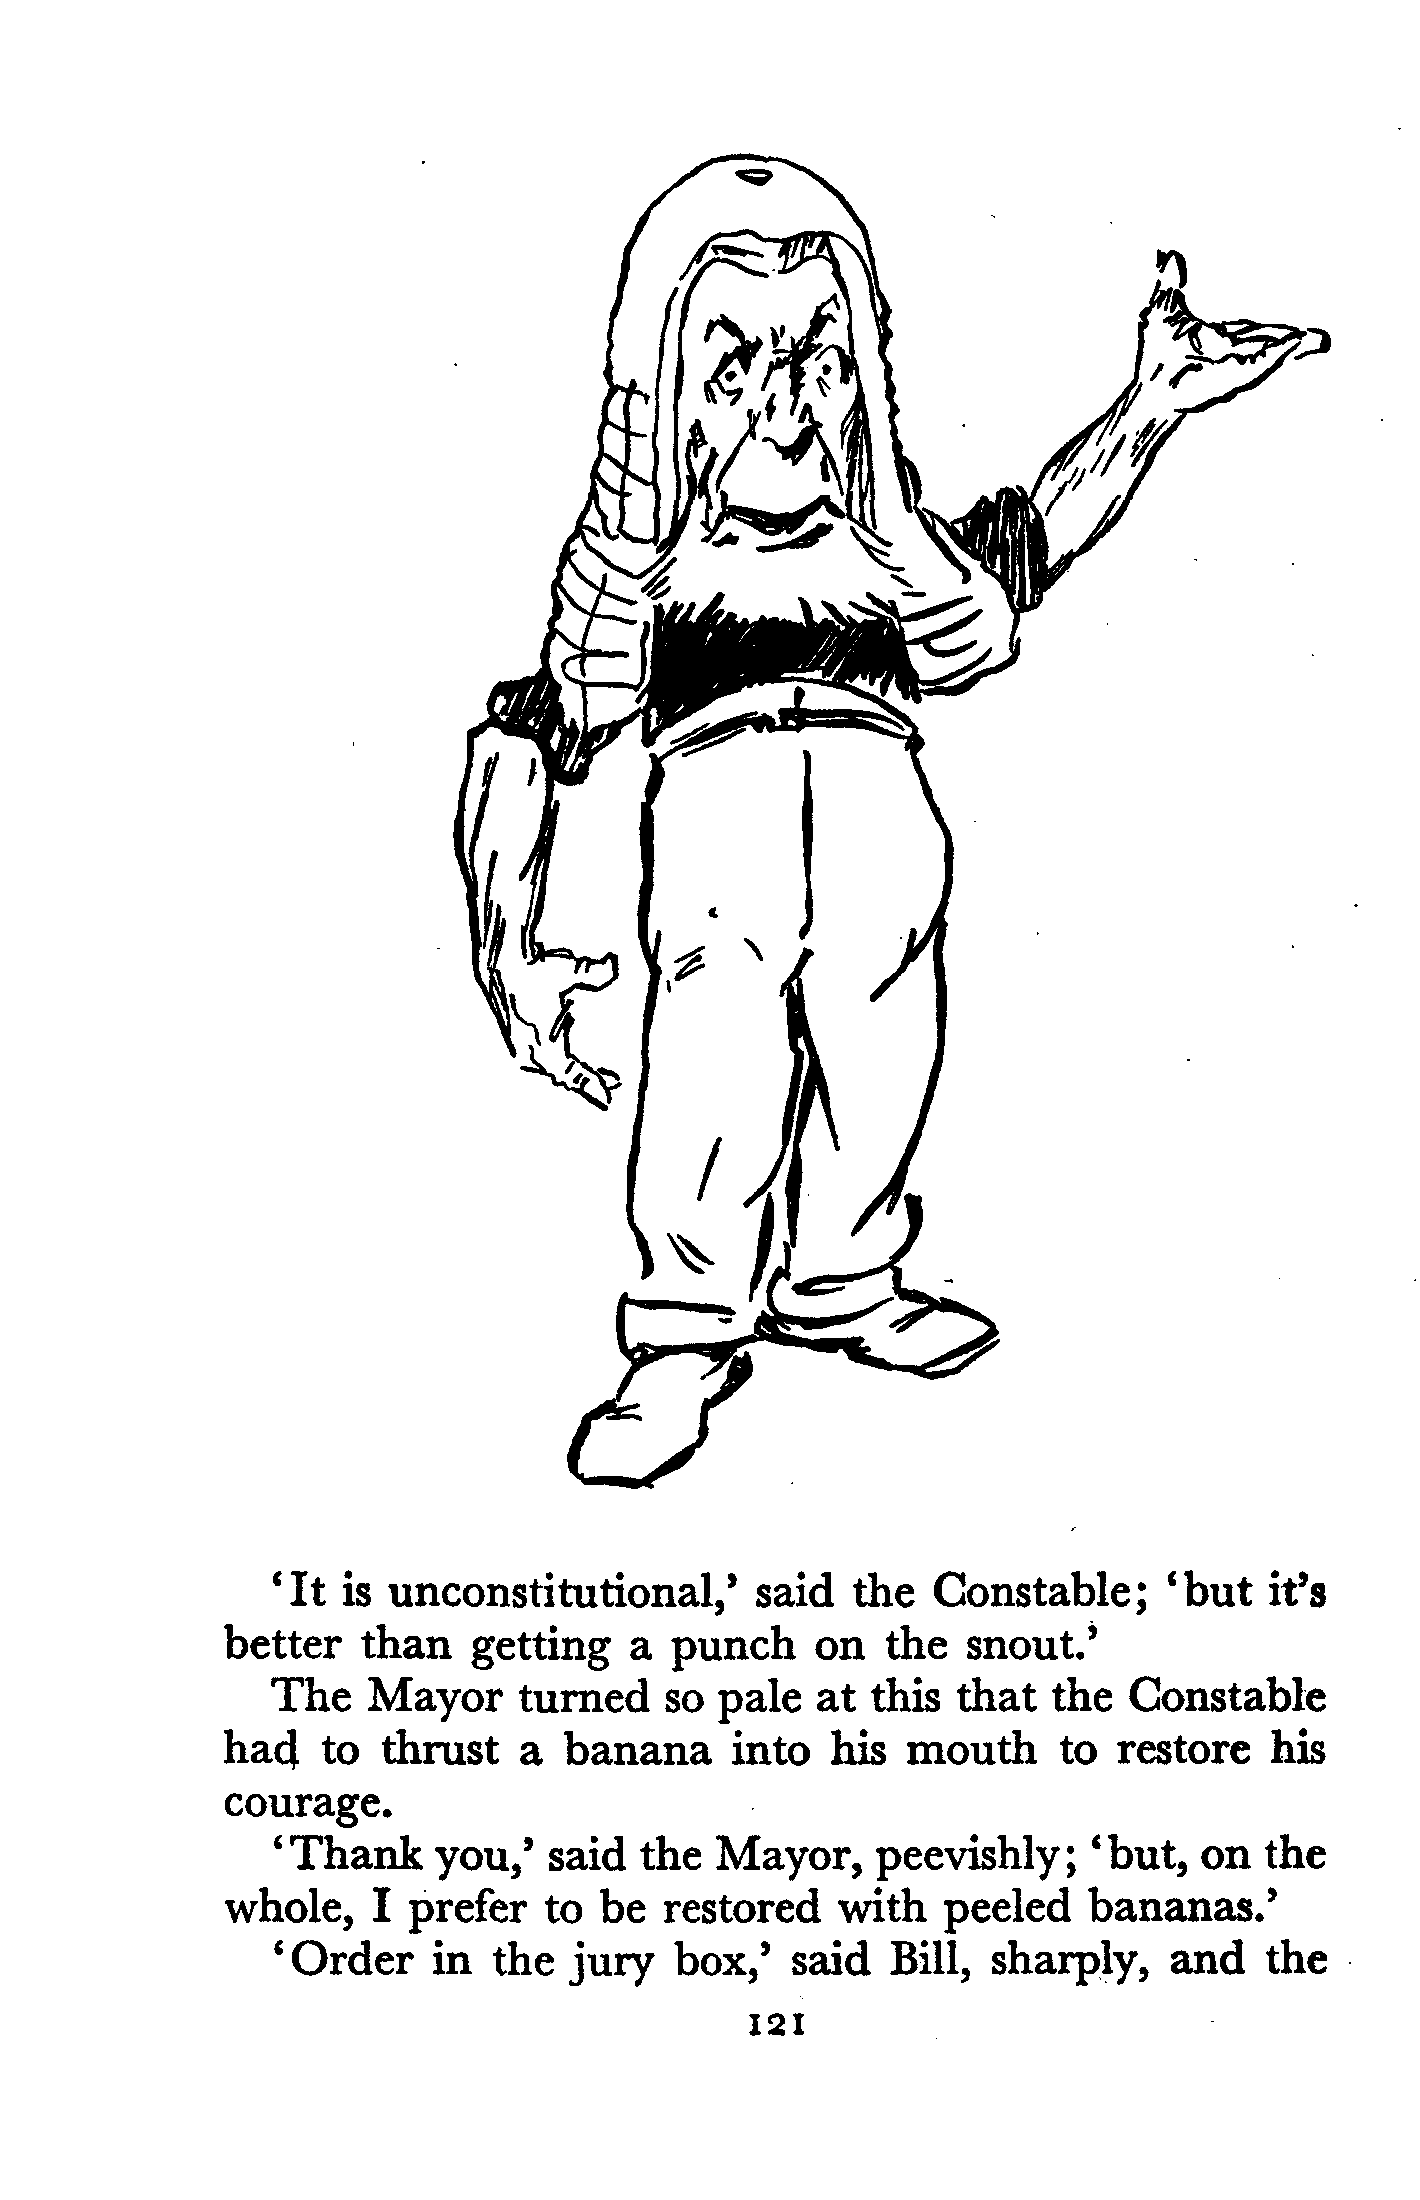 ‘It is unconstitutional,’ said the Constable; ‘but it’s
better than getting a punch on the snout.’
The Mayor turned so pale at this that the Constable
had to thrust a banana into his mouth to restore his
courage.
‘Thank you,’ said the Mayor, peevishly; ‘but, on the
whole, I prefer to be restored with peeled bananas.’
‘Order in the jury box,’ said Bill, sharply, and the
121